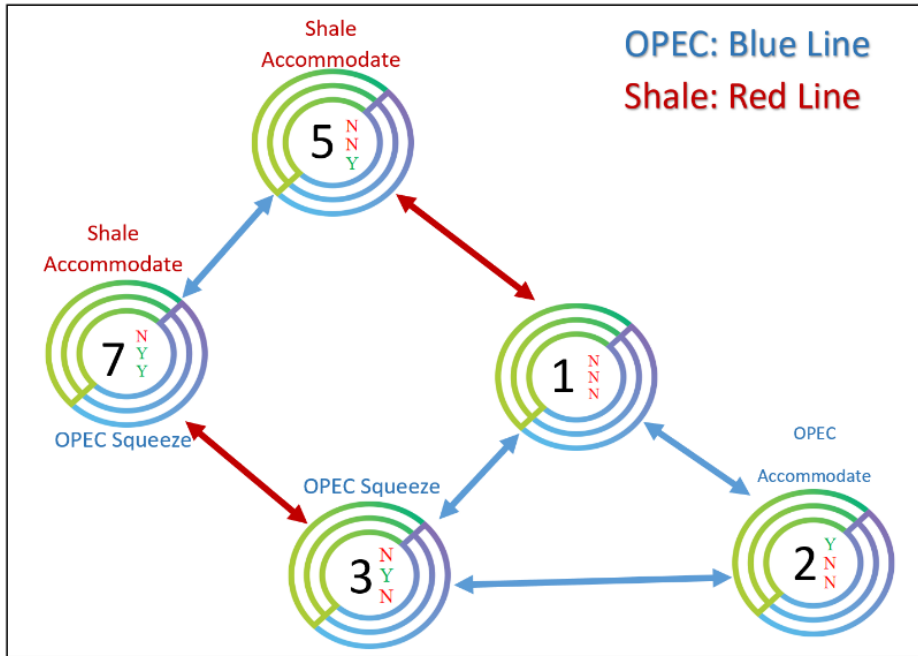 OPEC: Blue Line
Shale: Red Line
Shale
Accommodate
5
N
N
Y
Shale
Accommodate
7
N
Y
Y
OPEC Squeeze
1
N
N
N
OPEC
Accommodate
OPEC Squeeze
3
N
Y
N
2
Y
N
N